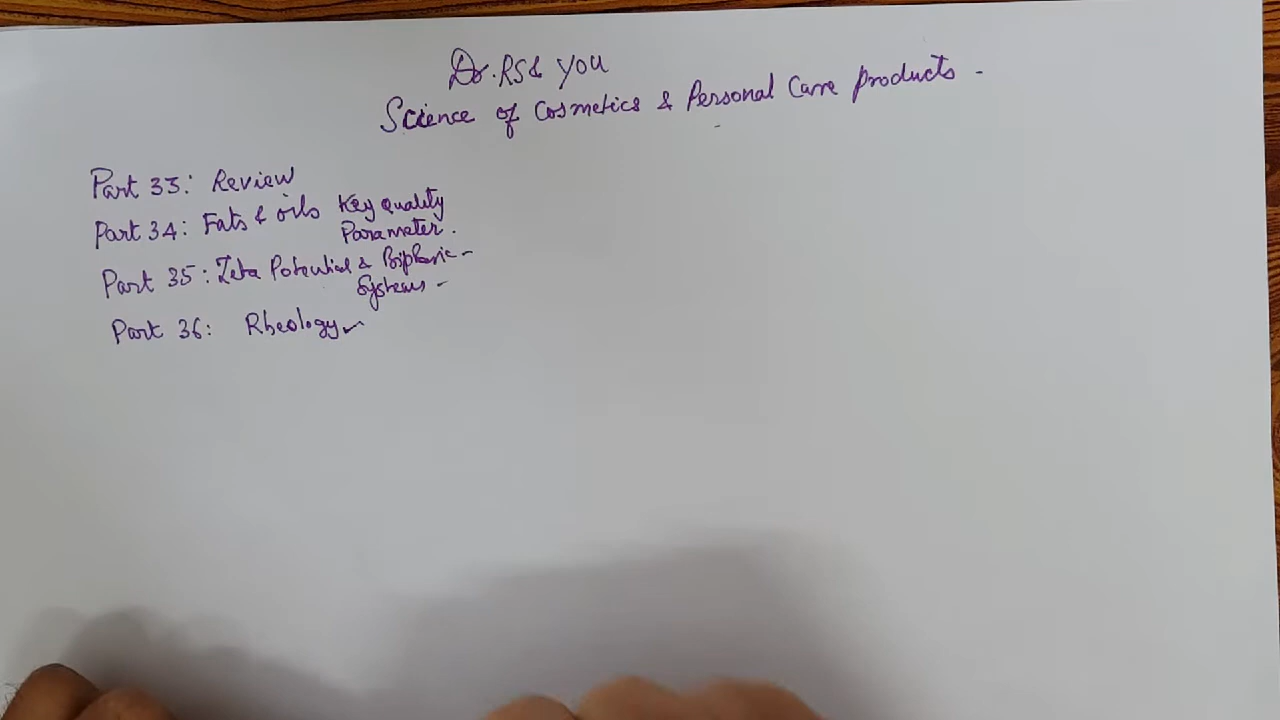 Dr. RS & YOU
Science of Cosmetics & Personal Care Products -
Part 33: Review
Part 34: Fats & oils Key Quality
Parameter.
Part 35: Zeta Potential & Biphasic -
Systems -
Part 36: Rheology ✓